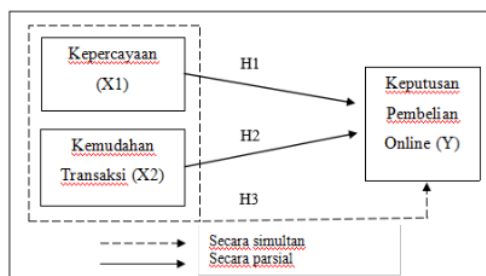 Kepercayaan
(X1)
H1
Keputusan
Pembelian
Online (Y)
Kemudahan
Transaksi (X2)
H2
H3
Secara simultan
Secara parsial